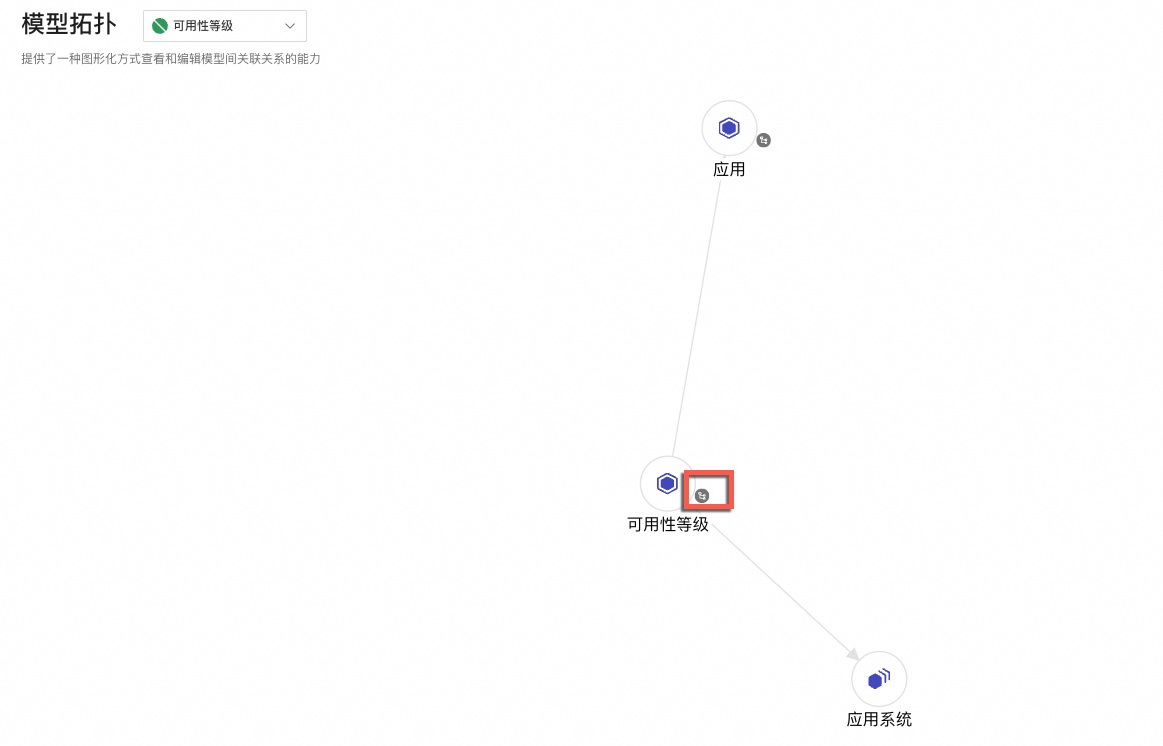 模型拓扑
可用性等级
提供了一种图形化方式查看和编辑模型间关联关系的能力
应用
可用性等级
应用系统